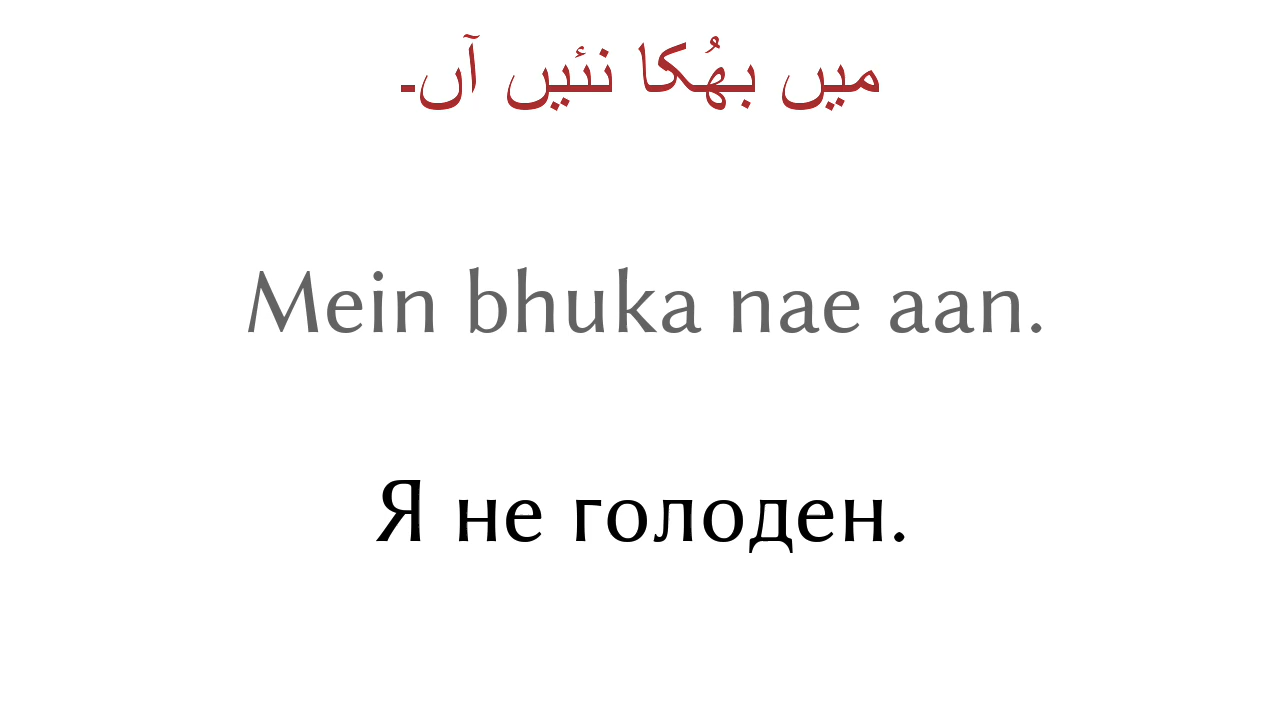 میں بھُکا نئیں آں۔
Mein bhuka nae aan.
Я не голоден.